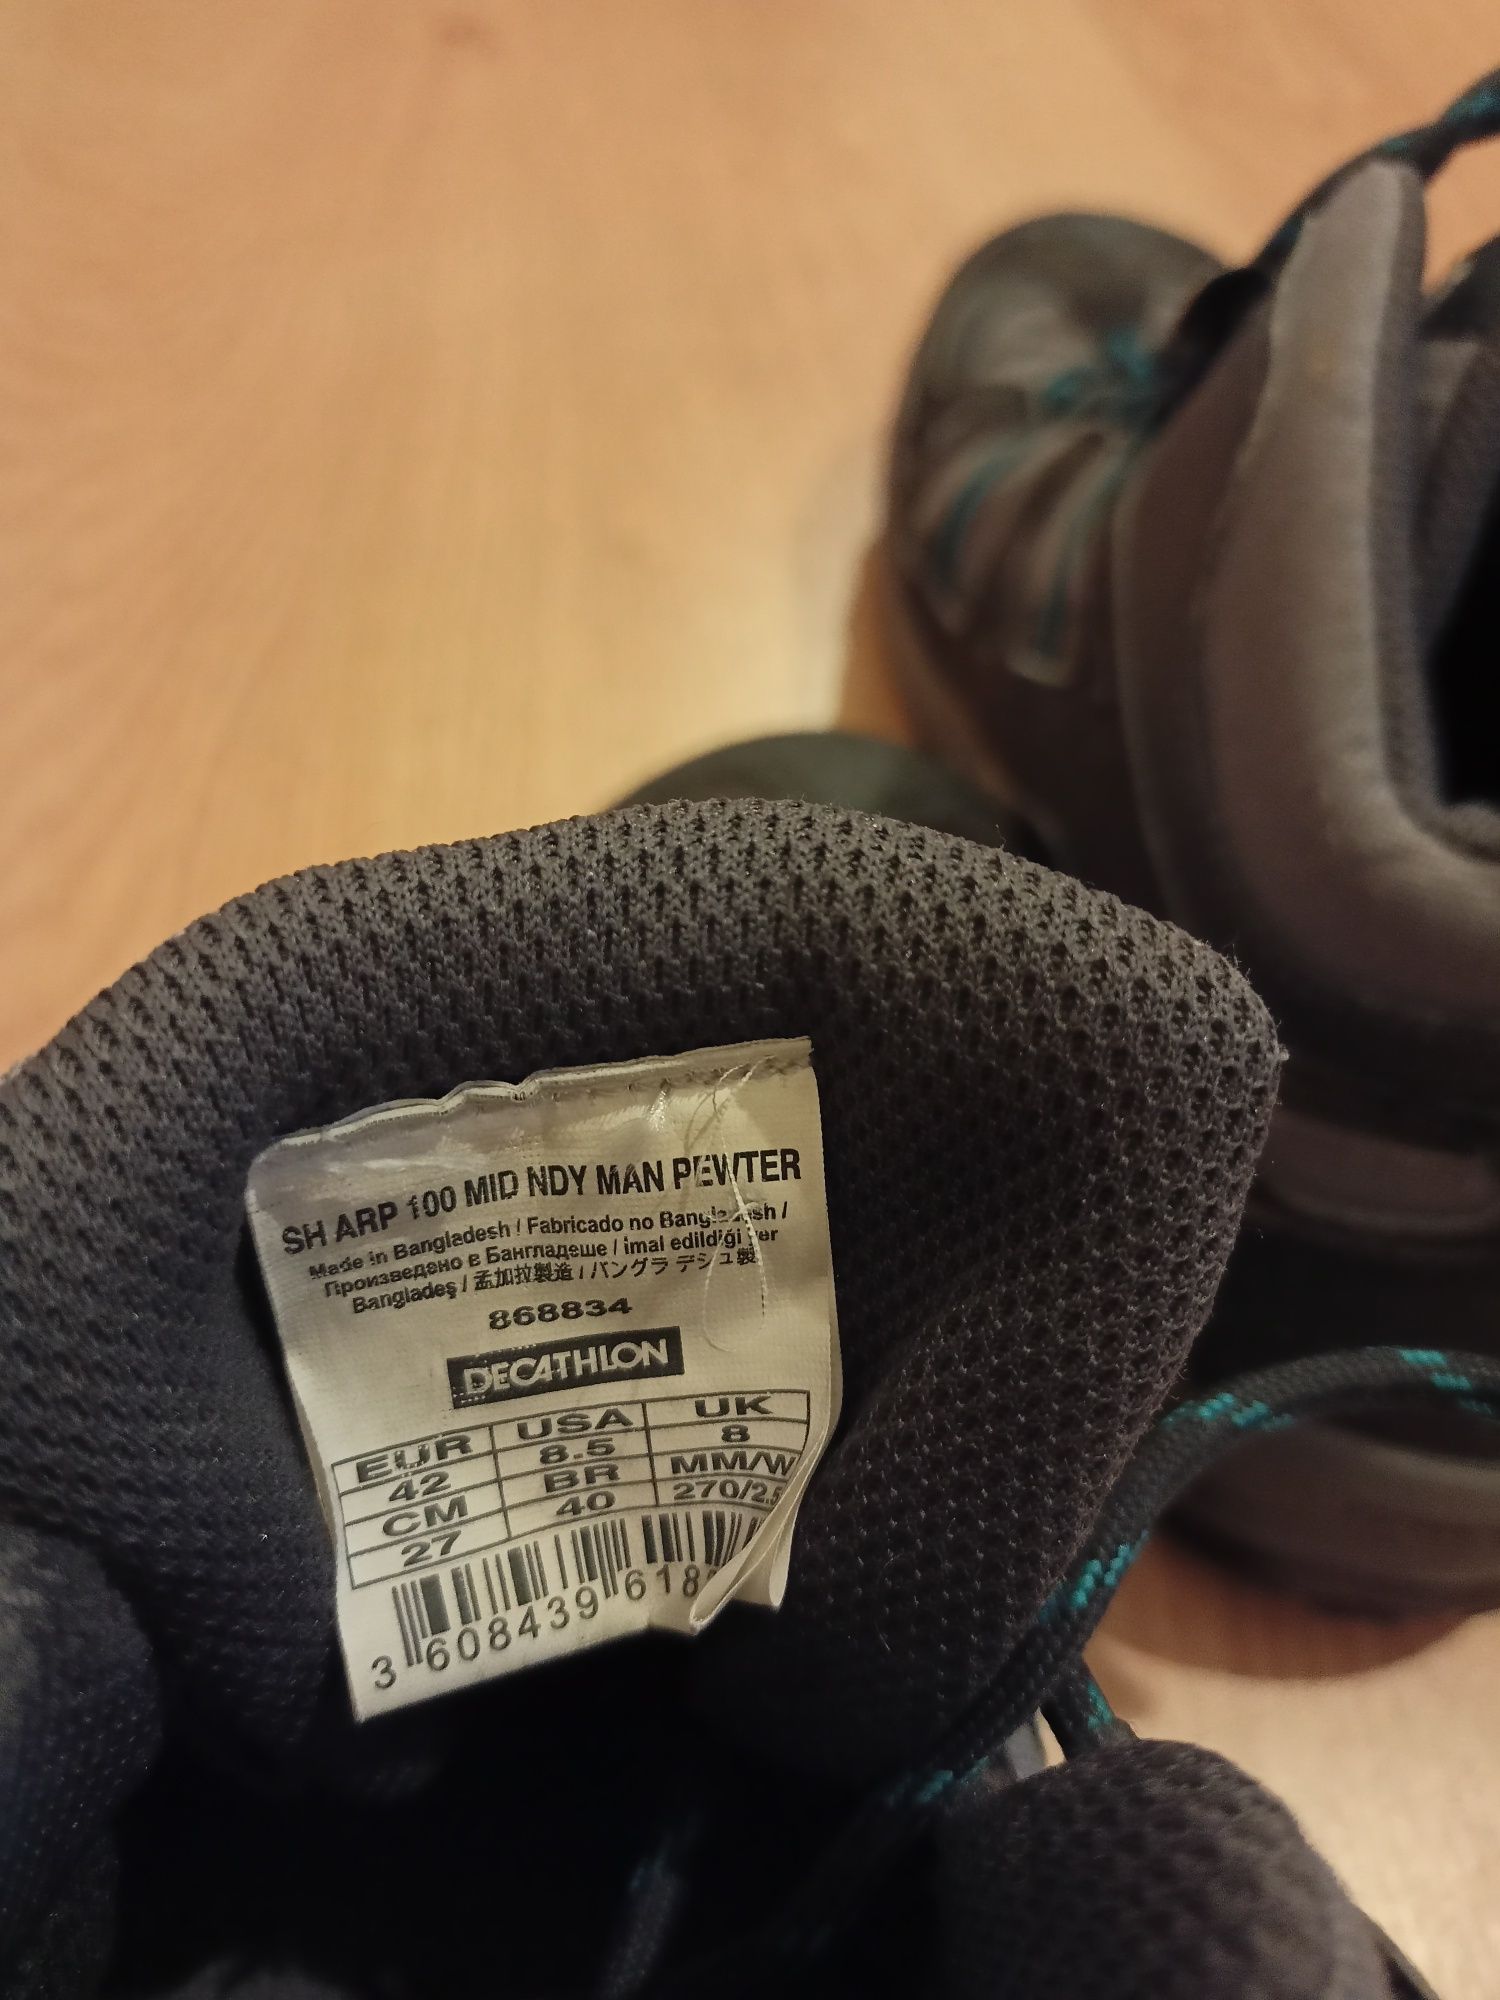 SH ARP 100 MID NDY MAN PEWTER
Made in Bangladesh / Fabricado no Bangladesh /
Произведено в Бангладеше / imal edildiği yer
Bangladeş / 孟加拉製造 / バングラ デシュ製
868834
DECATHLON
EUR USA UK
42 8.5 8
CM BR MM/W
27 40 270/2.5
3 608439 618